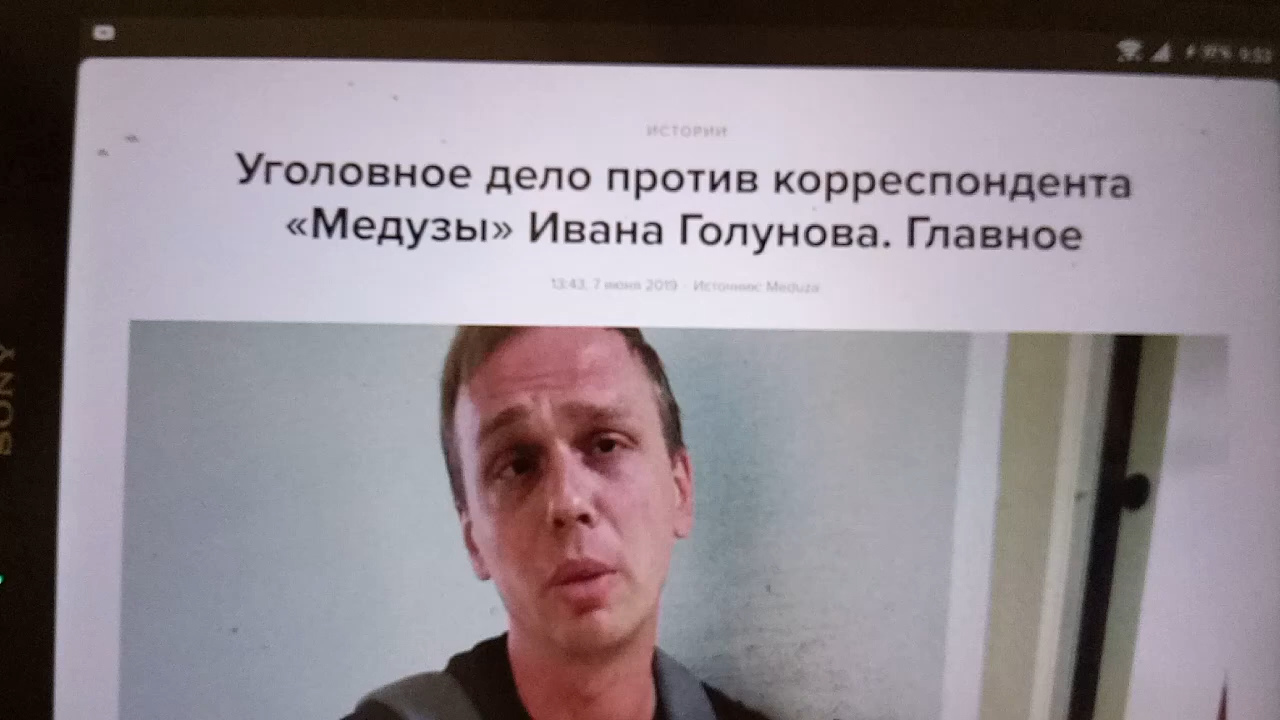 ИСТОРИИ
Уголовное дело против корреспондента
«Медузы» Ивана Голунова. Главное
13:43, 7 июня 2019 Источник: Meduza
SONY